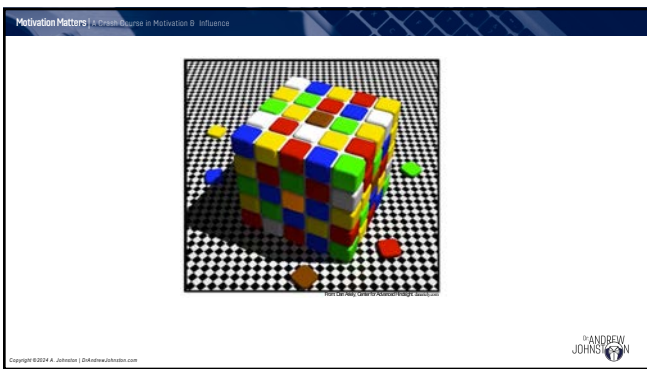 Motivation Matters | A Crash Course in Motivation & Influence
From Dan Ariely, Center for Advanced Hindsight.
Copyright ©2024 A. Johnston | DrAndrewJohnston.com
Dr ANDREW
JOHNSTON